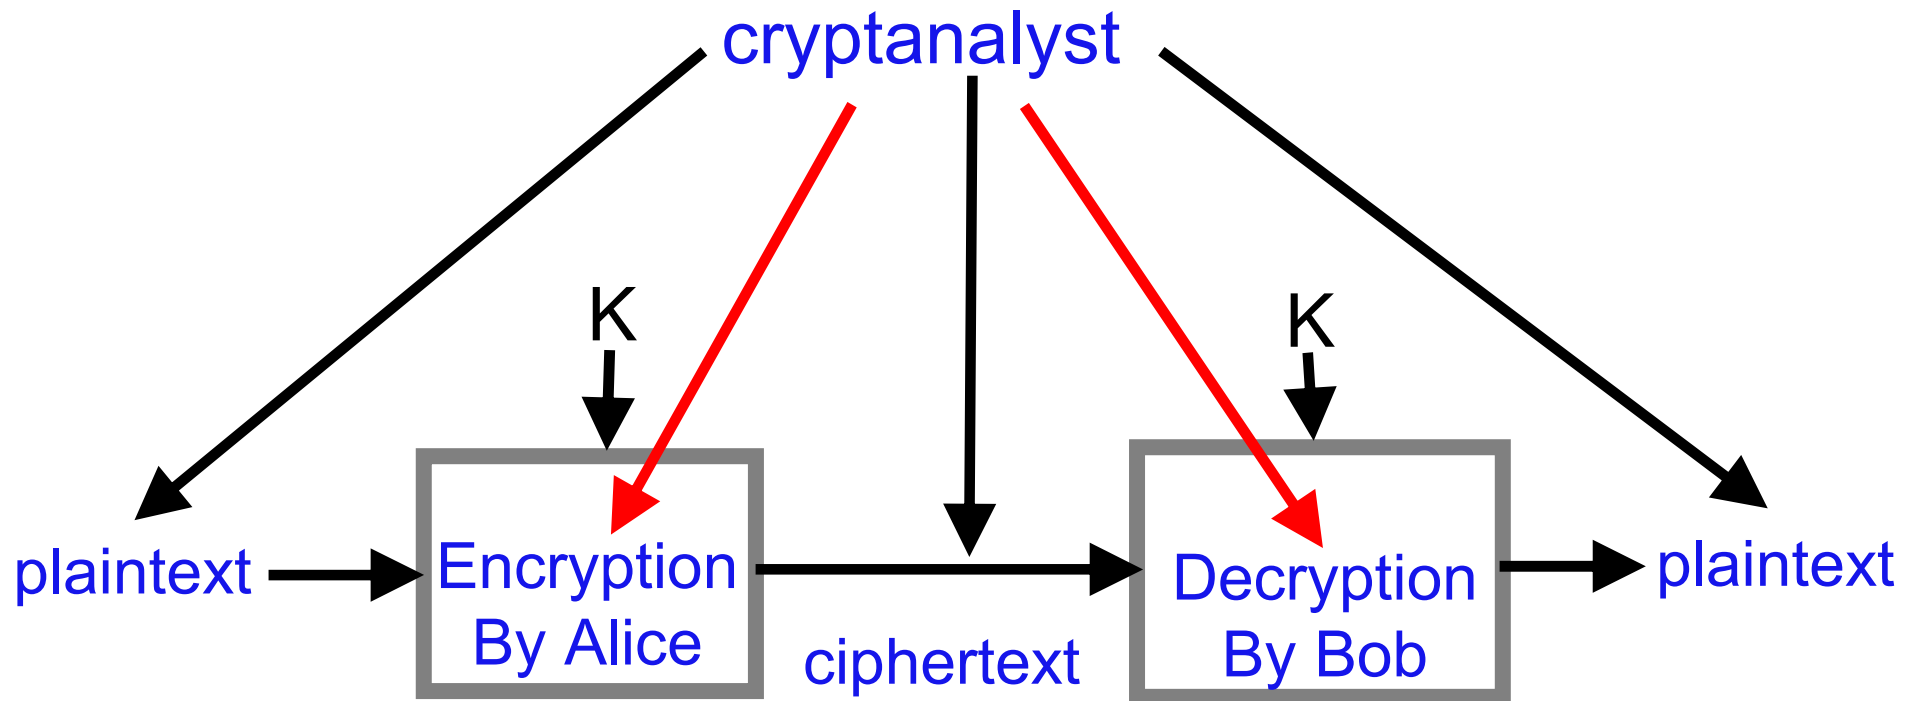 cryptanalyst
K
K
plaintext
Encryption
By Alice
ciphertext
Decryption
By Bob
plaintext